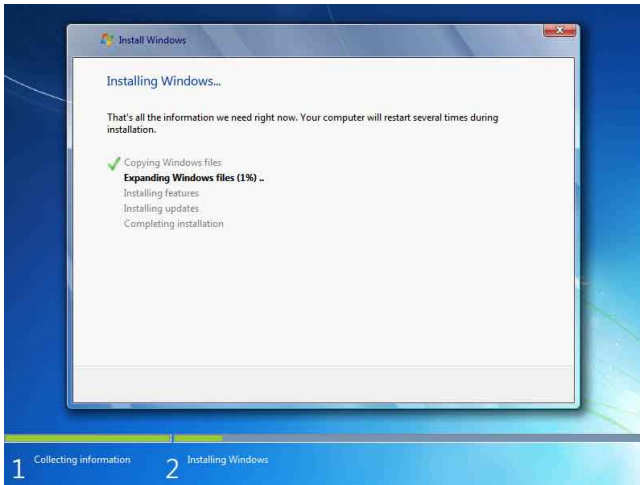 Install Windows
Installing Windows...
That's all the information we need right now. Your computer will restart several times during
installation.
Copying Windows files
Expanding Windows files (1%) ..
Installing features
Installing updates
Completing installation
1 Collecting information 2 Installing Windows